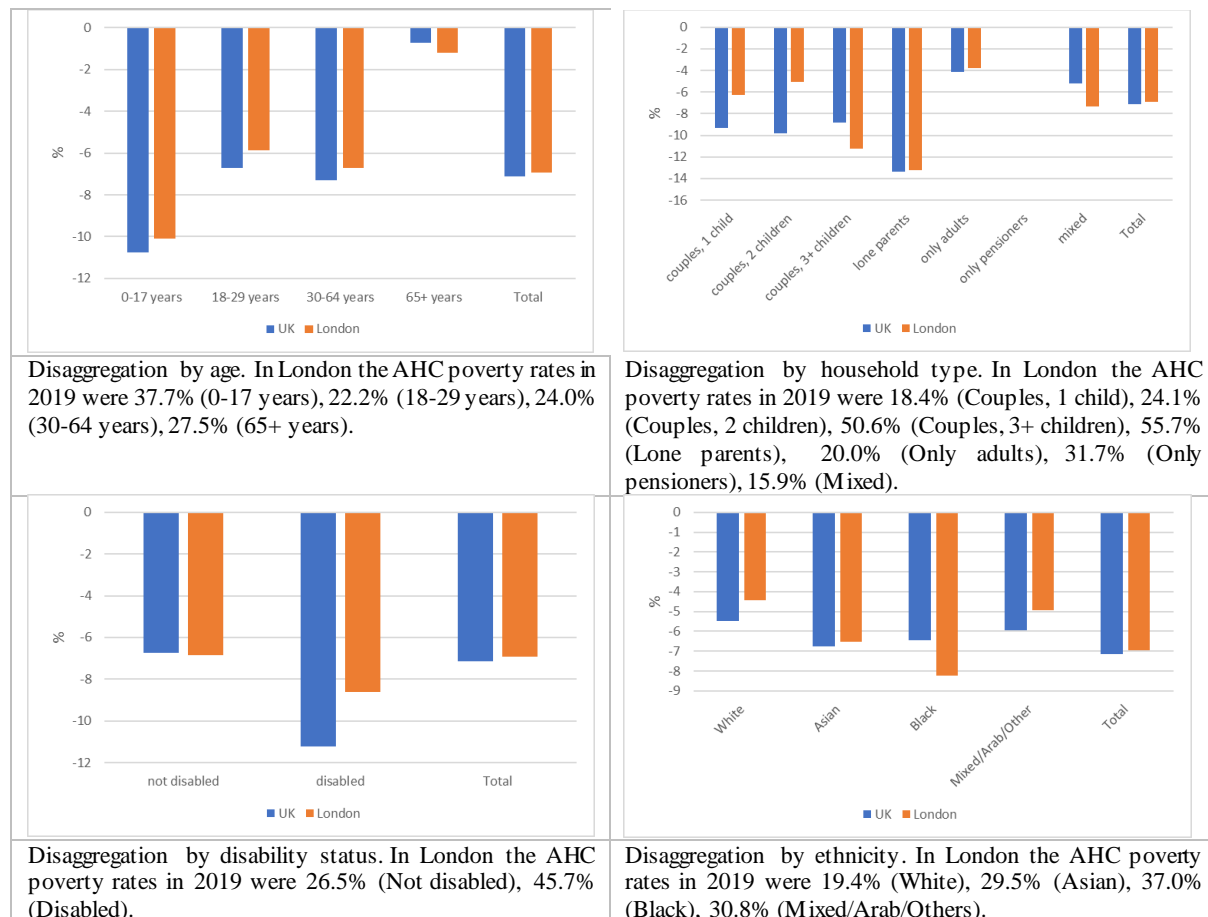 0
-2
-4
-6
-8
-10
-12
%
0-17 years 18-29 years 30-64 years 65+ years Total
UK London
Disaggregation by age. In London the AHC poverty rates in
2019 were 37.7% (0-17 years), 22.2% (18-29 years), 24.0%
(30-64 years), 27.5% (65+ years).
0
-2
-4
-6
-8
-10
-12
-14
-16
%
couples, 1 child
couples, 2 children
couples, 3+ children
lone parents
only adults
only pensioners
mixed
Total
UK London
Disaggregation by household type. In London the AHC
poverty rates in 2019 were 18.4% (Couples, 1 child), 24.1%
(Couples, 2 children), 50.6% (Couples, 3+ children), 55.7%
(Lone parents), 20.0% (Only adults), 31.7% (Only
pensioners), 15.9% (Mixed).
0
-2
-4
-6
-8
-10
-12
%
not disabled disabled Total
UK London
Disaggregation by disability status. In London the AHC
poverty rates in 2019 were 26.5% (Not disabled), 45.7%
(Disabled).
0
-1
-2
-3
-4
-5
-6
-7
-8
-9
%
White
Asian
Black
Mixed/Arab/Other
Total
UK London
Disaggregation by ethnicity. In London the AHC poverty
rates in 2019 were 19.4% (White), 29.5% (Asian), 37.0%
(Black), 30.8% (Mixed/Arab/Others).